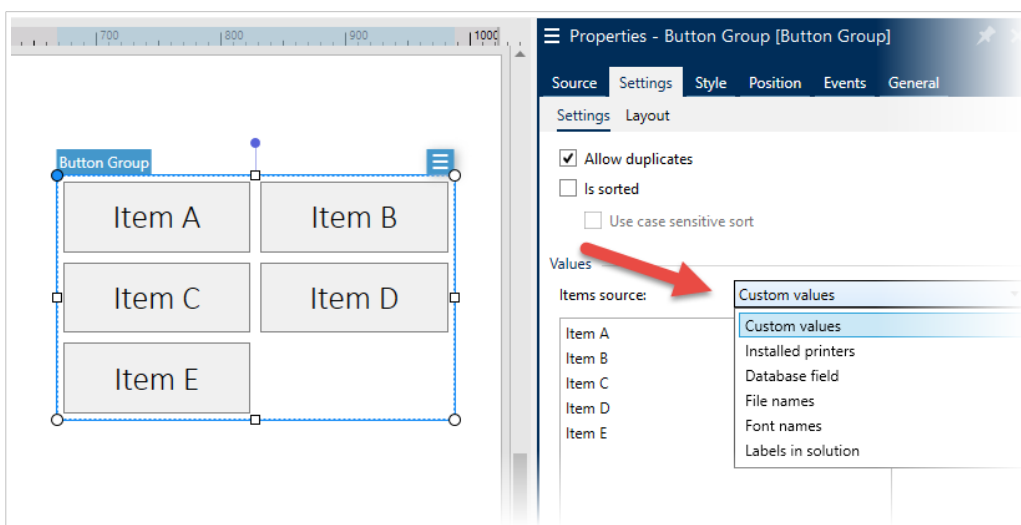 700 800 900 1000
Button Group
Item A Item B
Item C Item D
Item E
Properties - Button Group [Button Group]
Source Settings Style Position Events General
Settings Layout
Allow duplicates
Is sorted
Use case sensitive sort
Values
Items source: Custom values
Item A
Item B
Item C
Item D
Item E
Custom values
Installed printers
Database field
File names
Font names
Labels in solution